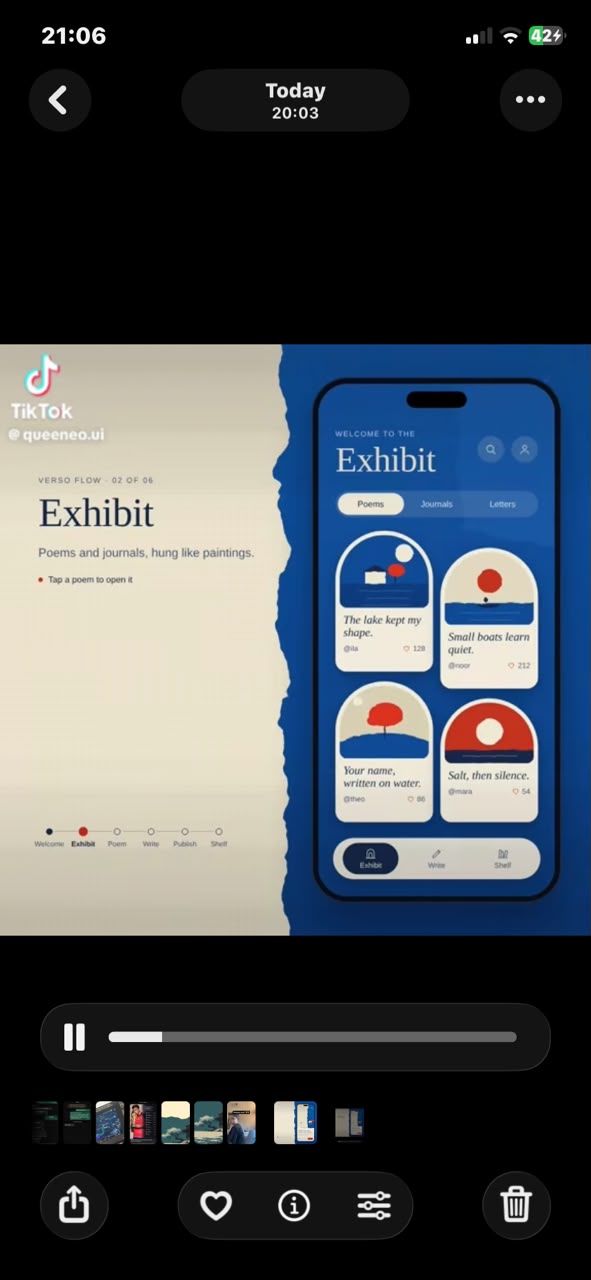 21:06
42
Today
20:03
TikTok
@queeneo.ui
VERSO FLOW · 02 OF 06
Exhibit
Poems and journals, hung like paintings.
Tap a poem to open it
Welcome Exhibit Poem Write Publish Shelf
WELCOME TO THE
Exhibit
Poems Journals Letters
The lake kept my
shape.
@ila 128
Small boats learn
quiet.
@noor 212
Your name,
written on water.
@theo 86
Salt, then silence.
@mara 54
Exhibit Write Shelf